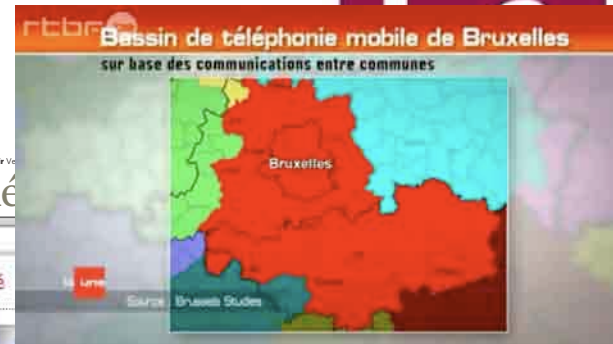 rtbf
Bassin de téléphonie mobile de Bruxelles
sur base des communications entre communes
Bruxelles
la une
Source : Brussels Studies